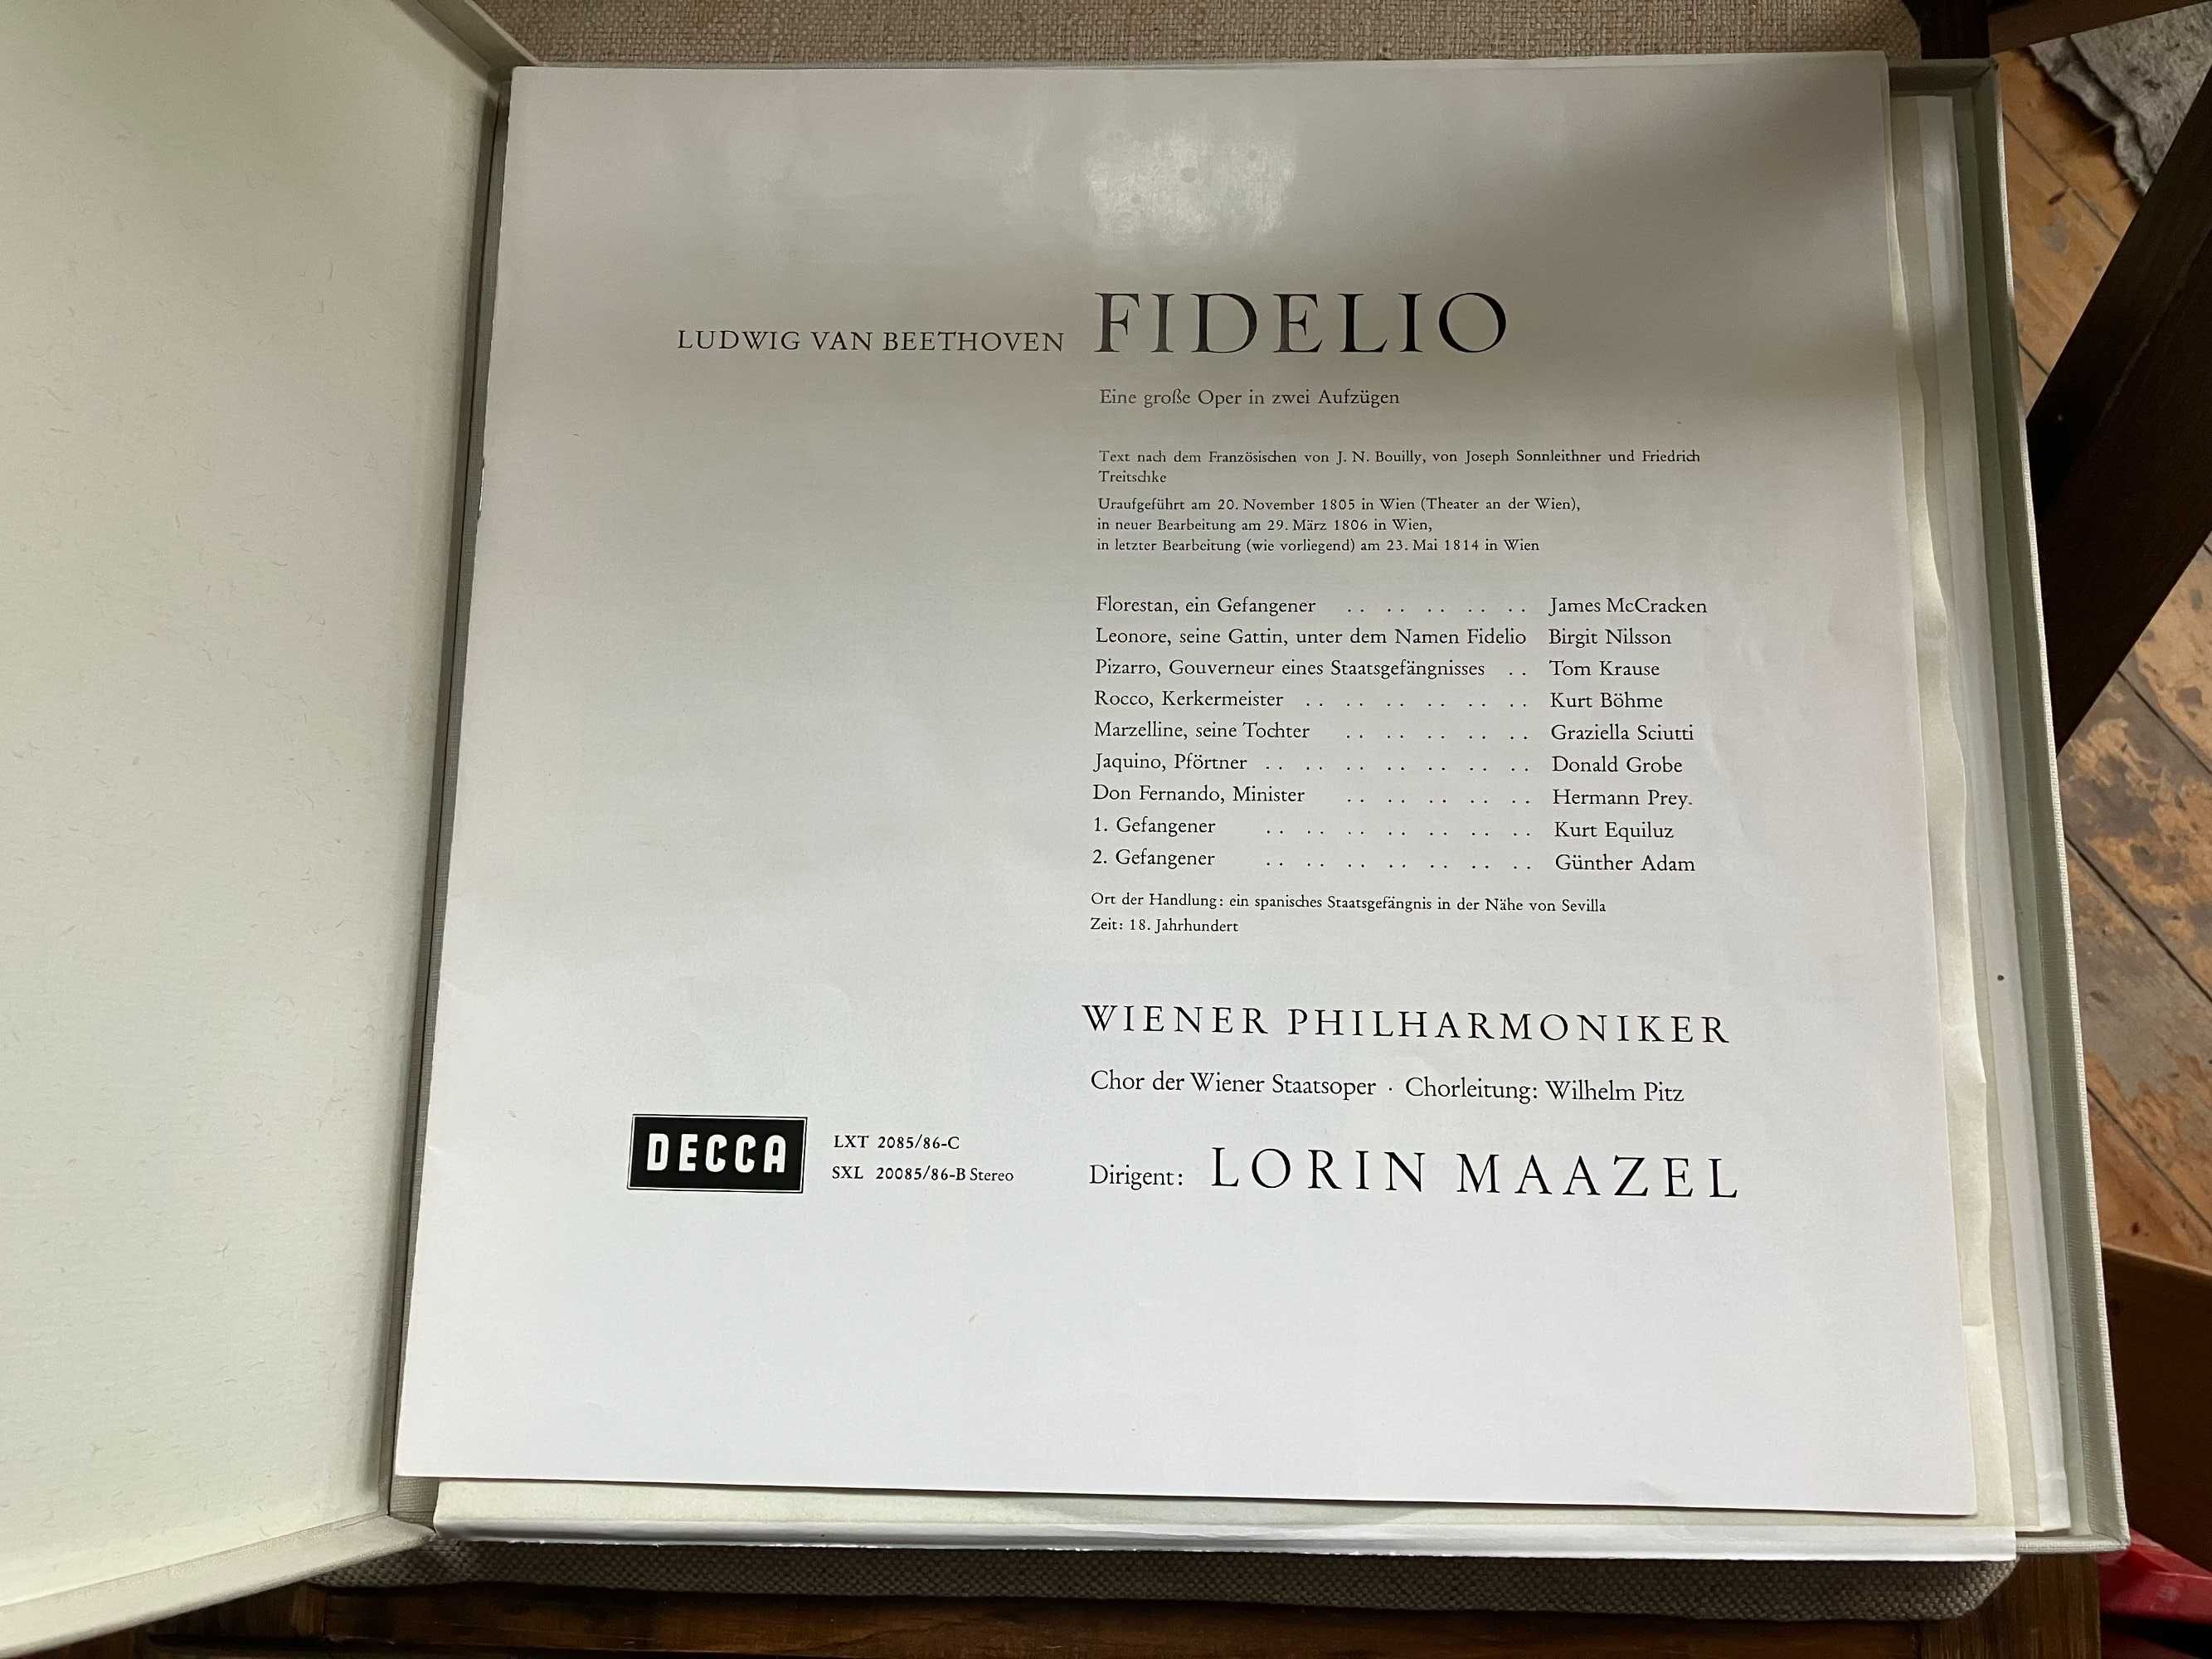 LUDWIG VAN BEETHOVEN FIDELIO
Eine große Oper in zwei Aufzügen
Text nach dem Französischen von J. N. Bouilly, von Joseph Sonnleithner und Friedrich
Treitschke
Uraufgeführt am 20. November 1805 in Wien (Theater an der Wien),
in neuer Bearbeitung am 29. März 1806 in Wien,
in letzter Bearbeitung (wie vorliegend) am 23. Mai 1814 in Wien
Florestan, ein Gefangener . . . . . . . . . . James McCracken
Leonore, seine Gattin, unter dem Namen Fidelio Birgit Nilsson
Pizarro, Gouverneur eines Staatsgefängnisses . . Tom Krause
Rocco, Kerkermeister . . . . . . . . . . . . Kurt Böhme
Marzelline, seine Tochter . . . . . . . . . . Graziella Sciutti
Jaquino, Pförtner . . . . . . . . . . . . . . Donald Grobe
Don Fernando, Minister . . . . . . . . . . Hermann Prey.
1. Gefangener . . . . . . . . . . . . . . Kurt Equiluz
2. Gefangener . . . . . . . . . . . . . . Günther Adam
Ort der Handlung: ein spanisches Staatsgefängnis in der Nähe von Sevilla
Zeit: 18. Jahrhundert
WIENER PHILHARMONIKER
Chor der Wiener Staatsoper · Chorleitung: Wilhelm Pitz
DECCA
LXT 2085/86-C
SXL 20085/86-B Stereo
Dirigent: LORIN MAAZEL